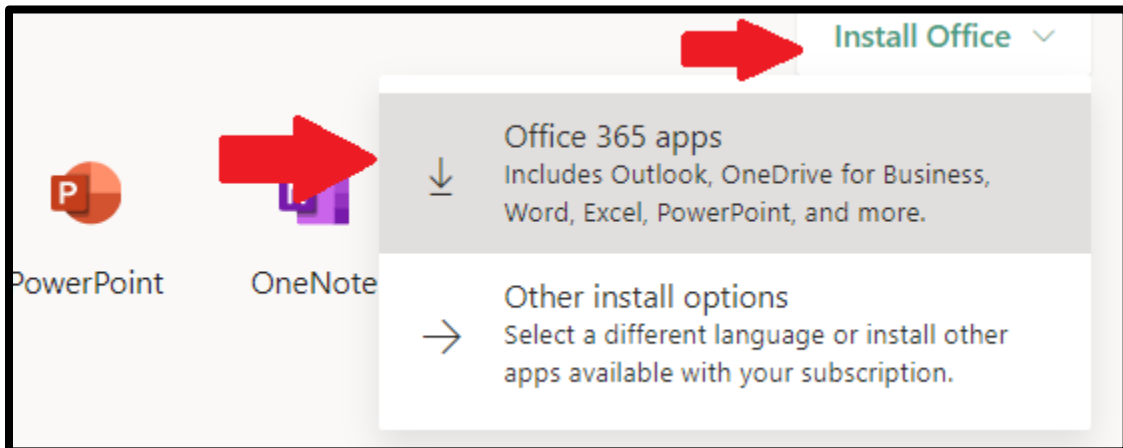 Install Office
Office 365 apps
Includes Outlook, OneDrive for Business,
Word, Excel, PowerPoint, and more.
P
N
PowerPoint
OneNote
Other install options
Select a different language or install other
apps available with your subscription.